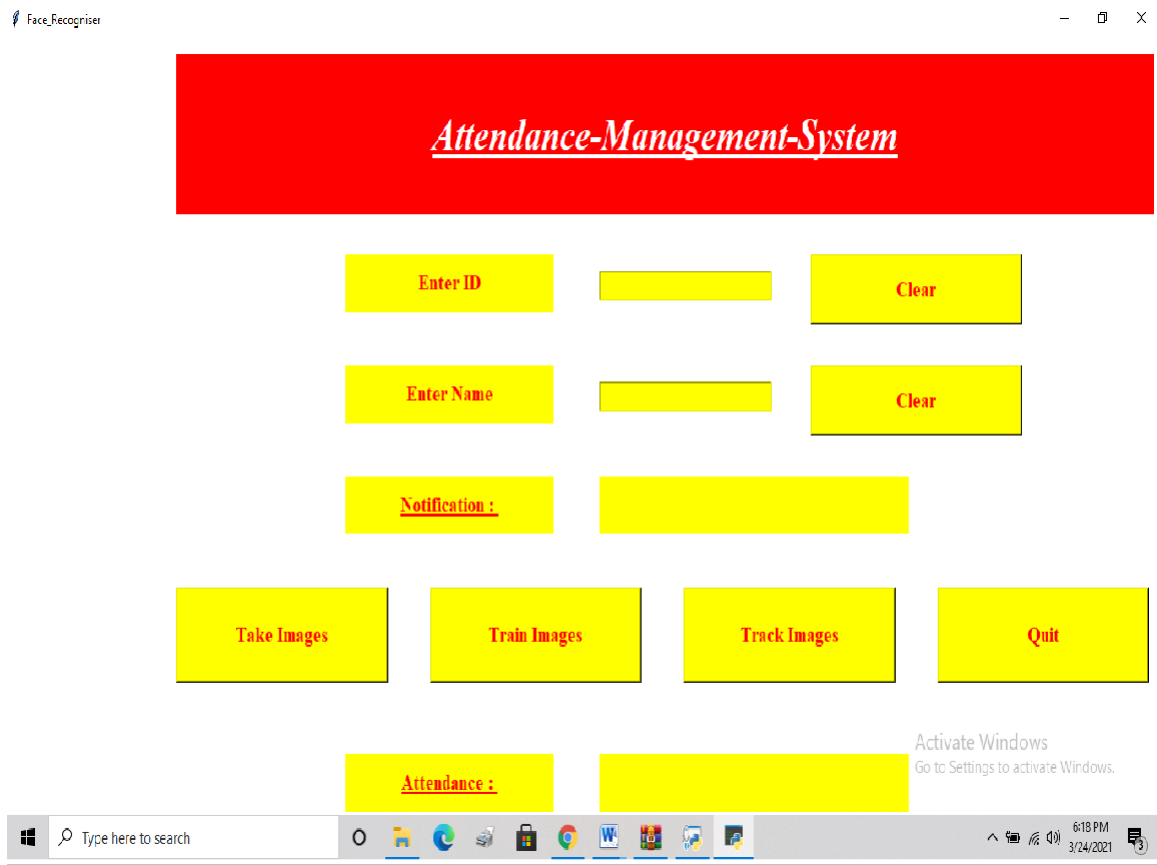 Face_Recogniser
Attendance-Management-System
Enter ID
Clear
Enter Name
Clear
Notification :
Take Images
Train Images
Track Images
Quit
Activate Windows
Go to Settings to activate Windows.
Attendance :
Type here to search
6:18 PM
3/24/2021
3